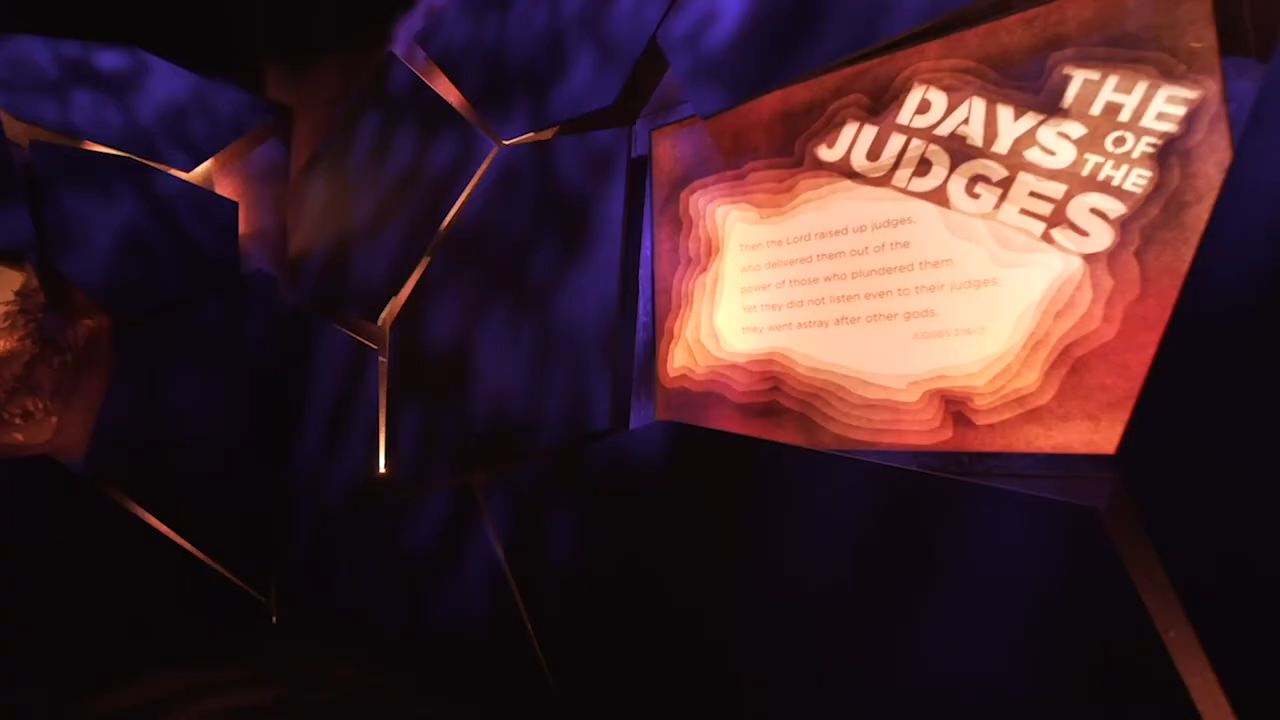 THE
DAYS OF
THE
JUDGES
Then the Lord raised up judges,
who delivered them out of the
power of those who plundered them.
Yet they did not listen even to their judges;
they went astray after other gods.
JUDGES 2:16-17